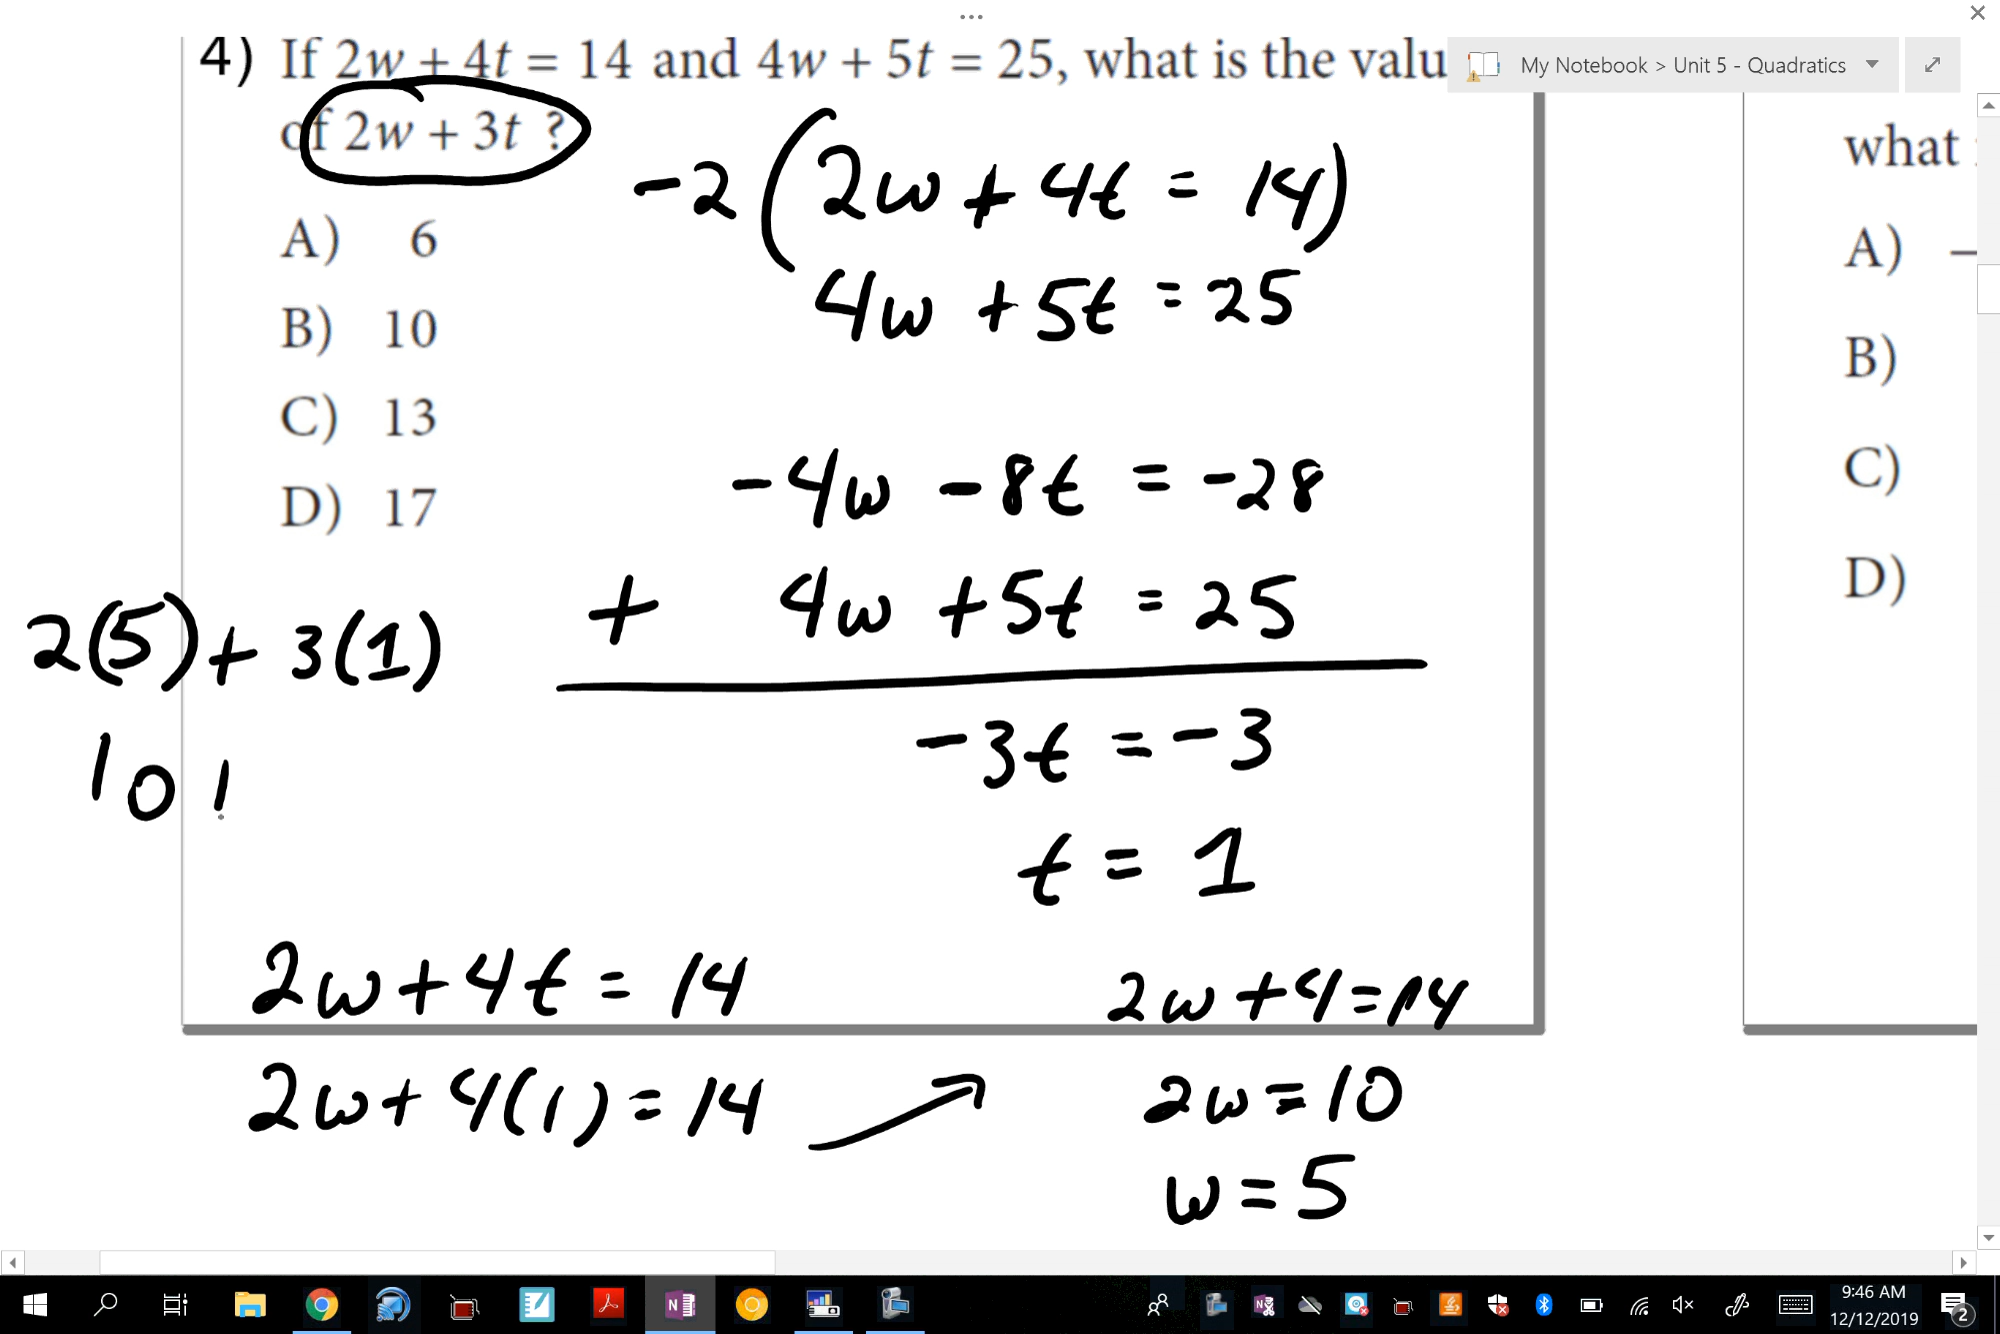 4) If 2w + 4t = 14 and 4w + 5t = 25, what is the valu
of 2w + 3t ?
A) 6
B) 10
C) 13
D) 17
-2(2w + 4t = 14)
4w + 5t = 25
-4w - 8t = -28
+ 4w + 5t = 25
-3t = -3
t = 1
2(5) + 3(1)
10
2w + 4t = 14
2w + 4(1) = 14
2w + 4 = 14
2w = 10
w = 5
My Notebook > Unit 5 - Quadratics
what
A) –
B)
C)
D)
9:46 AM
12/12/2019
2